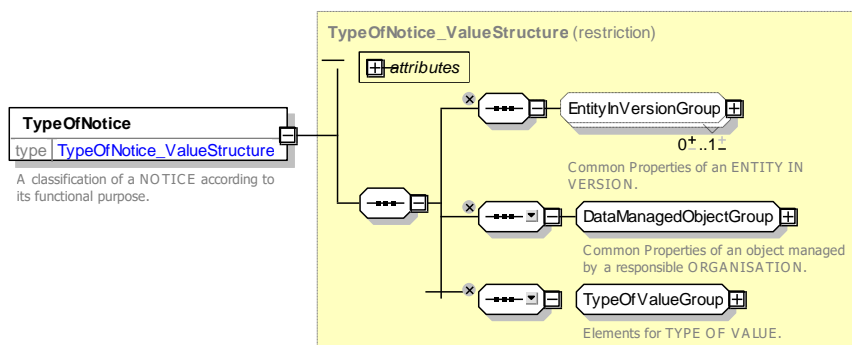 TypeOfNotice_ValueStructure (restriction)
attributes
EntityInVersionGroup
0..1
Common Properties of an ENTITY IN
VERSION.
TypeOfNotice
type TypeOfNotice_ValueStructure
A classification of a NOTICE according to
its functional purpose.
DataManagedObjectGroup
Common Properties of an object managed
by a responsible ORGANISATION.
TypeOfValueGroup
Elements for TYPE OF VALUE.